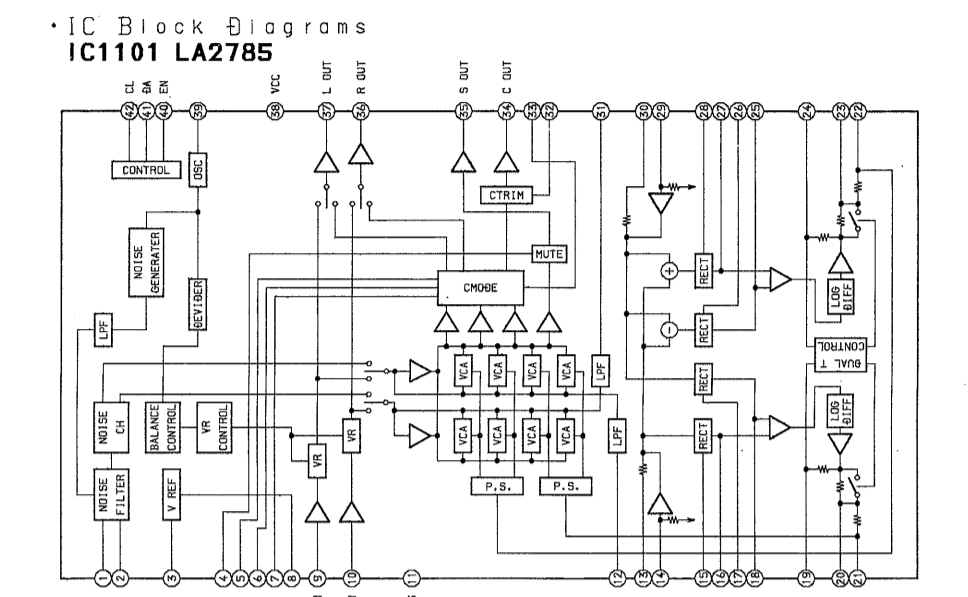 • IC Block Diagrams
IC1101 LA2785
CL
DA
EN
VCC
L OUT
R OUT
S OUT
C OUT
42 41 40 39 38 37 36 35 34 33 32 31 30 29 28 27 26 25 24 23 22
CONTROL
OSC
CTRIM
NOISE GENERATER
MUTE
CMODE
RECT
LOG DIFF
DEVIDER
LPF
RECT
DUAL T CONTROL
VCA VCA VCA VCA
LPF
RECT
NOISE CH
BALANCE CONTROL
VR CONTROL
VR
VR
VCA VCA VCA VCA
LPF
RECT
LOG DIFF
NOISE FILTER
V REF
P.S.
P.S.
1 2 3 4 5 6 7 8 9 10 11 12 13 14 15 16 17 18 19 20 21